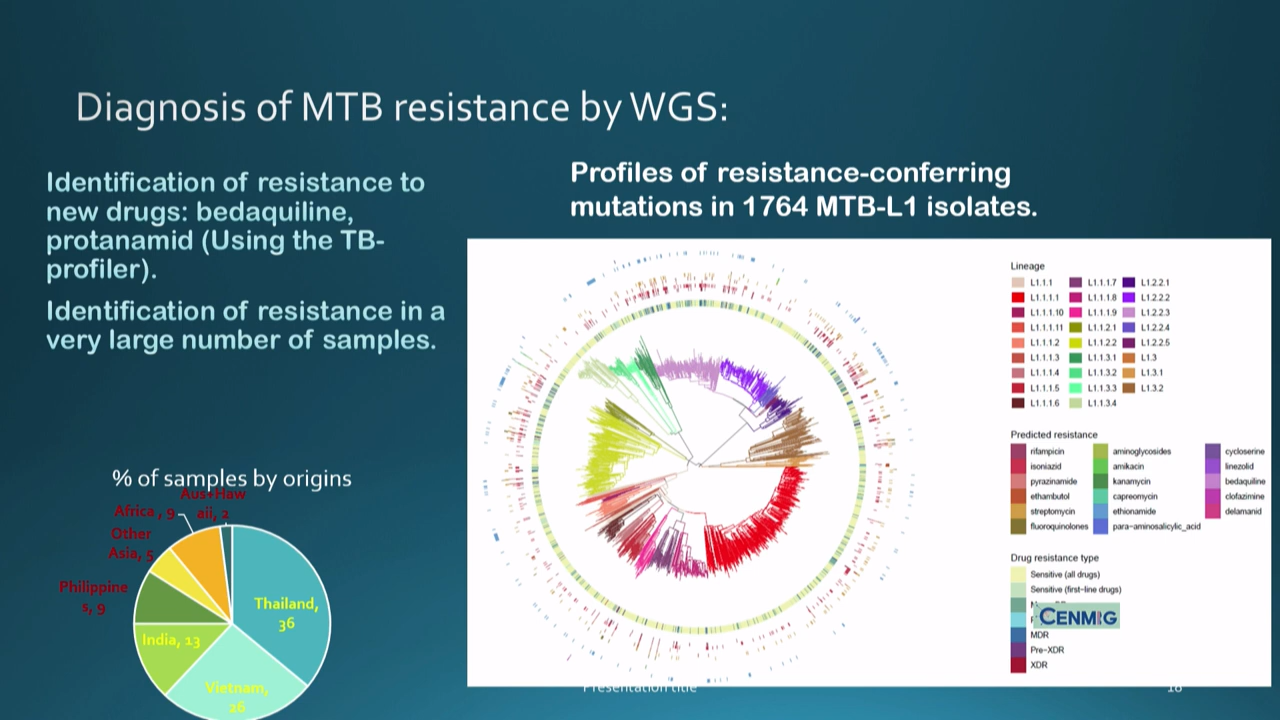 Diagnosis of MTB resistance by WGS:
Identification of resistance to
new drugs: bedaquiline,
protanamid (Using the TB-
profiler).
Identification of resistance in a
very large number of samples.
Profiles of resistance-conferring
mutations in 1764 MTB-L1 isolates.
% of samples by origins
Aus+Haw
aii, 2
Africa , 9
Other
Asia, 5
Philippine
s, 9
India, 13
Vietnam,
26
Thailand,
36
Lineage
L1.1.1 L1.1.1.7 L1.2.2.1
L1.1.1.1 L1.1.1.8 L1.2.2.2
L1.1.1.10 L1.1.1.9 L1.2.2.3
L1.1.1.11 L1.1.2.1 L1.2.2.4
L1.1.1.2 L1.1.2.2 L1.2.2.5
L1.1.1.3 L1.1.3.1 L1.3
L1.1.1.4 L1.1.3.2 L1.3.1
L1.1.1.5 L1.1.3.3 L1.3.2
L1.1.1.6 L1.1.3.4
Predicted resistance
rifampicin aminoglycosides cycloserine
isoniazid amikacin linezolid
pyrazinamide kanamycin bedaquiline
ethambutol capreomycin clofazimine
streptomycin ethionamide delamanid
fluoroquinolones para-aminosalicylic_acid
Drug resistance type
Sensitive (all drugs)
Sensitive (first-line drugs)
CENMIG
MDR
Pre-XDR
XDR
Presentation title
18